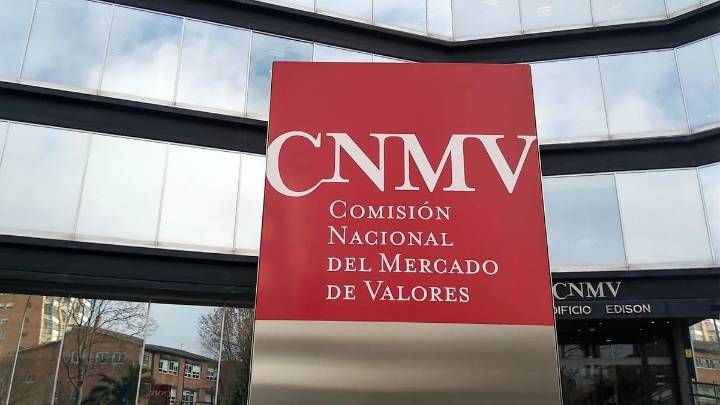 CNMV
COMISIÓN
NACIONAL
DEL MERCADO
DE VALORES
CNMV
DIFICIO EDISON